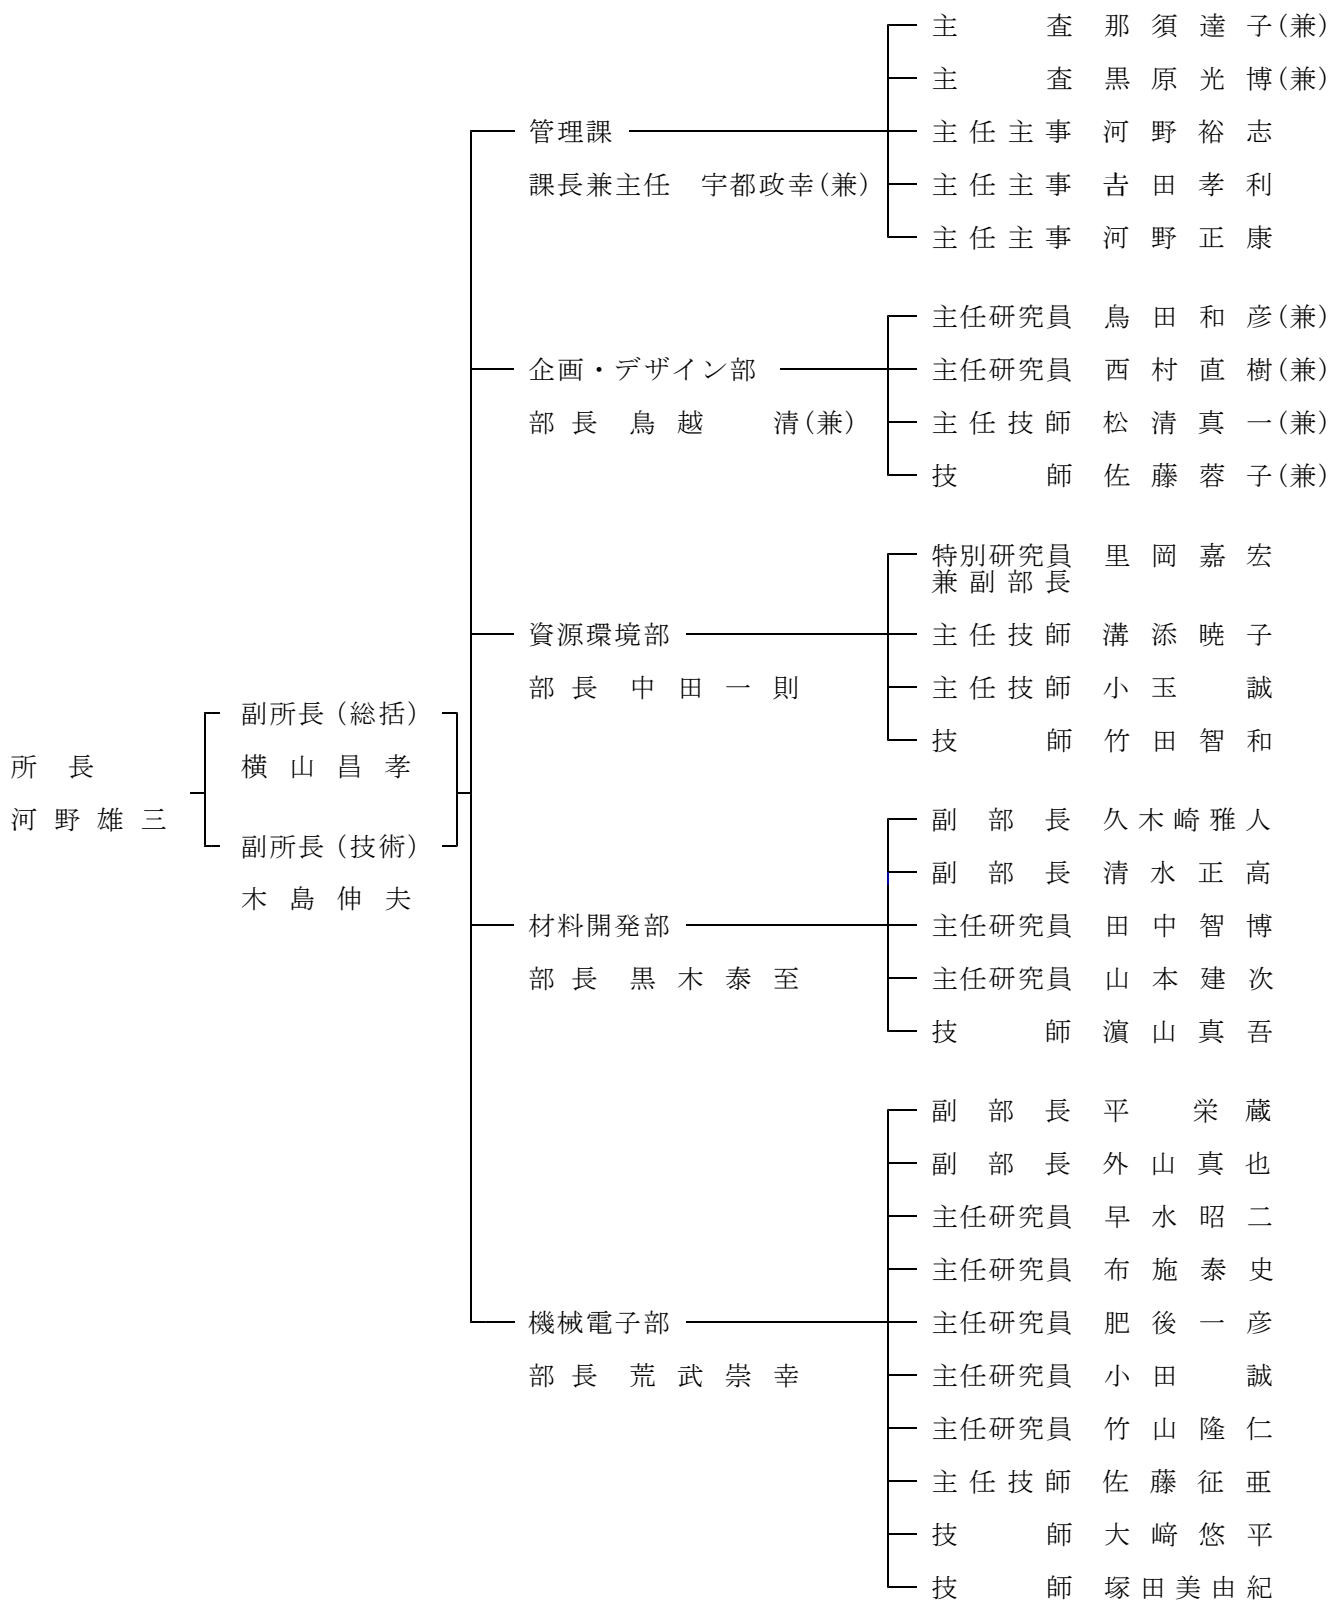 所長
河野雄三
副所長(総括)
横山昌孝
副所長(技術)
木島伸夫
管理課
課長兼主任 宇都政幸(兼)
主査 那須達子(兼)
主査 黒原光博(兼)
主任主事 河野裕志
主任主事 𠮷田孝利
主任主事 河野正康
企画・デザイン部
部長 鳥越 清(兼)
主任研究員 鳥田和彦(兼)
主任研究員 西村直樹(兼)
主任技師 松清真一(兼)
技師 佐藤蓉子(兼)
資源環境部
部長 中田一則
特別研究員 里岡嘉宏
兼副部長
主任技師 溝添暁子
主任技師 小玉 誠
技師 竹田智和
材料開発部
部長 黒木泰至
副部長 久木崎雅人
副部長 清水正高
主任研究員 田中智博
主任研究員 山本建次
技師 濵山真吾
機械電子部
部長 荒武崇幸
副部長 平 栄蔵
副部長 外山真也
主任研究員 早水昭二
主任研究員 布施泰史
主任研究員 肥後一彦
主任研究員 小田 誠
主任研究員 竹山隆仁
主任技師 佐藤征亜
技師 大﨑悠平
技師 塚田美由紀